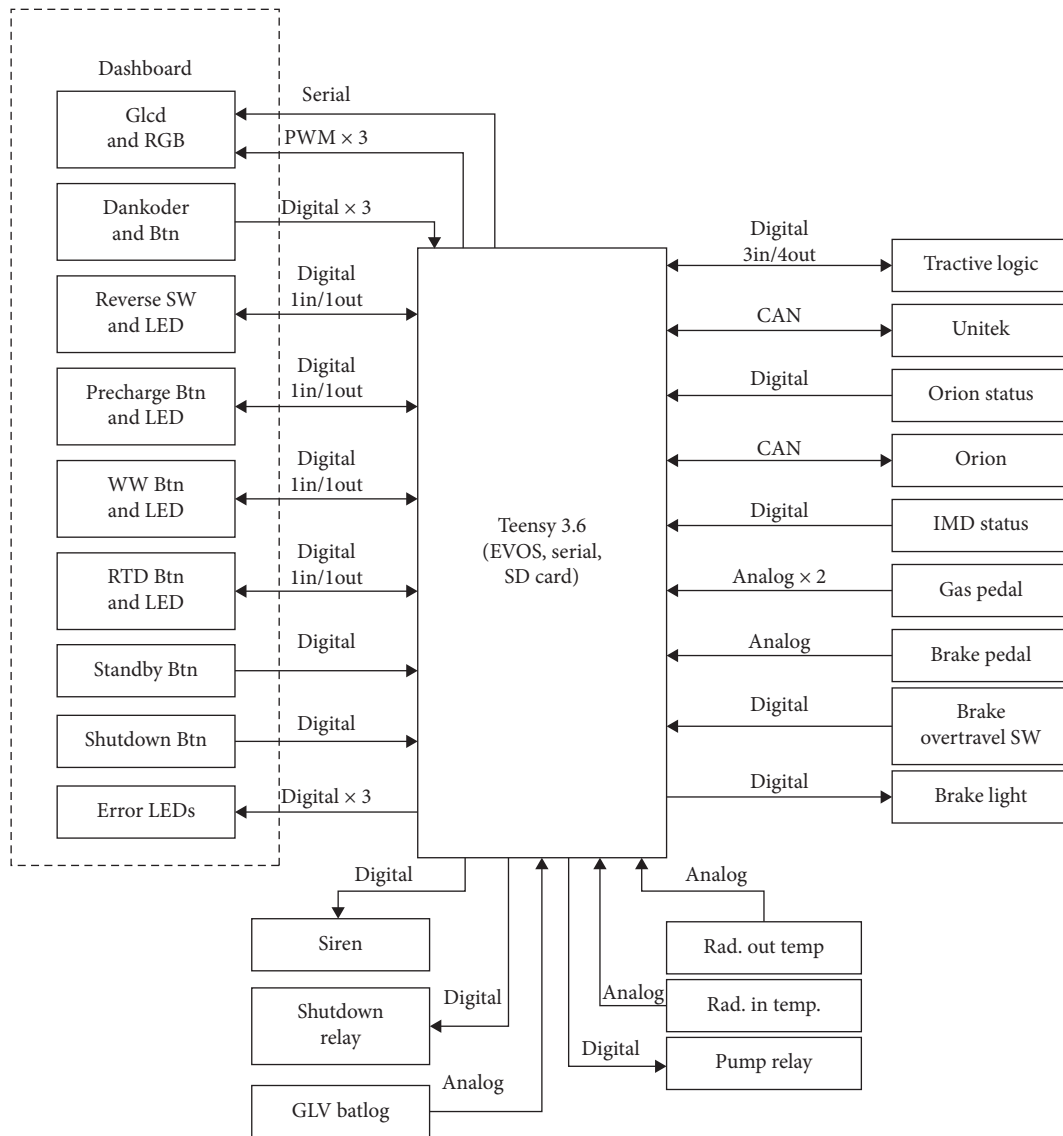 Dashboard
Glcd
and RGB
Serial
PWM × 3
Dankoder
and Btn
Digital × 3
Reverse SW
and LED
Digital
1in/1out
Precharge Btn
and LED
Digital
1in/1out
WW Btn
and LED
Digital
1in/1out
RTD Btn
and LED
Digital
1in/1out
Standby Btn
Digital
Shutdown Btn
Digital
Error LEDs
Digital × 3
Teensy 3.6
(EVOS, serial,
SD card)
Digital
3in/4out
Tractive logic
CAN
Unitek
Digital
Orion status
CAN
Orion
Digital
IMD status
Analog × 2
Gas pedal
Analog
Brake pedal
Digital
Brake
overtravel SW
Digital
Brake light
Digital
Siren
Digital
Shutdown
relay
Analog
GLV batlog
Analog
Rad. out temp
Analog
Rad. in temp.
Digital
Pump relay